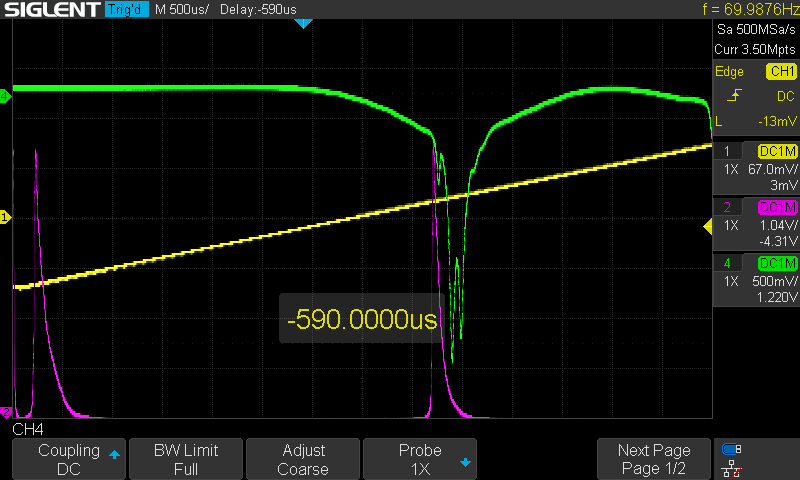 SIGLENT Trig'd M 500us/ Delay:-590us f = 69.9876Hz
Sa 500MSa/s
Curr 3.50Mpts
Edge CH1
DC
L -13mV
1 DC1M
1X 67.0mV/
3mV
2 DC1M
1X 1.04V/
-4.31V
4 DC1M
1X 500mV/
1.220V
4
1
2
-590.0000us
CH4
Coupling
DC
BW Limit
Full
Adjust
Coarse
Probe
1X
Next Page
Page 1/2